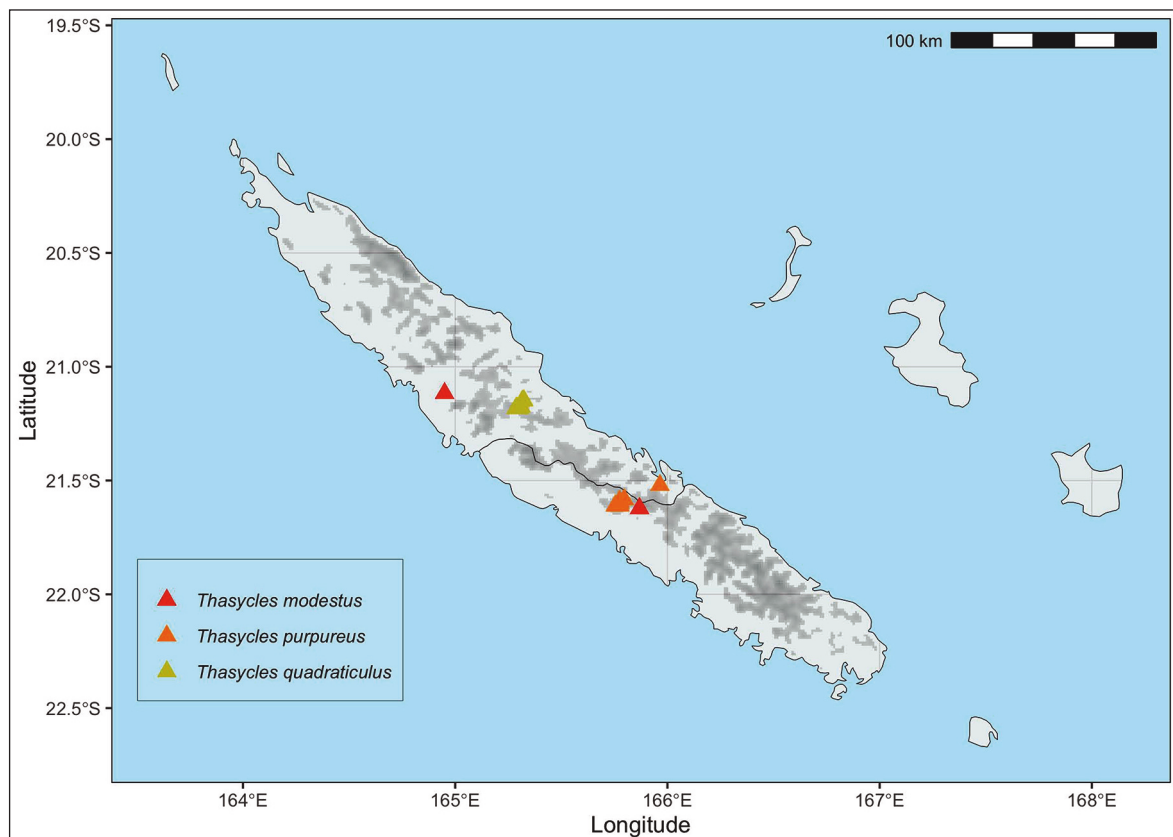 19.5°S
100 km
20.0°S
20.5°S
21.0°S
Latitude
21.5°S
Thasycles modestus
22.0°S
Thasycles purpureus
Thasycles quadraticulus
22.5°S
164°E 165°E 166°E 167°E 168°E
Longitude